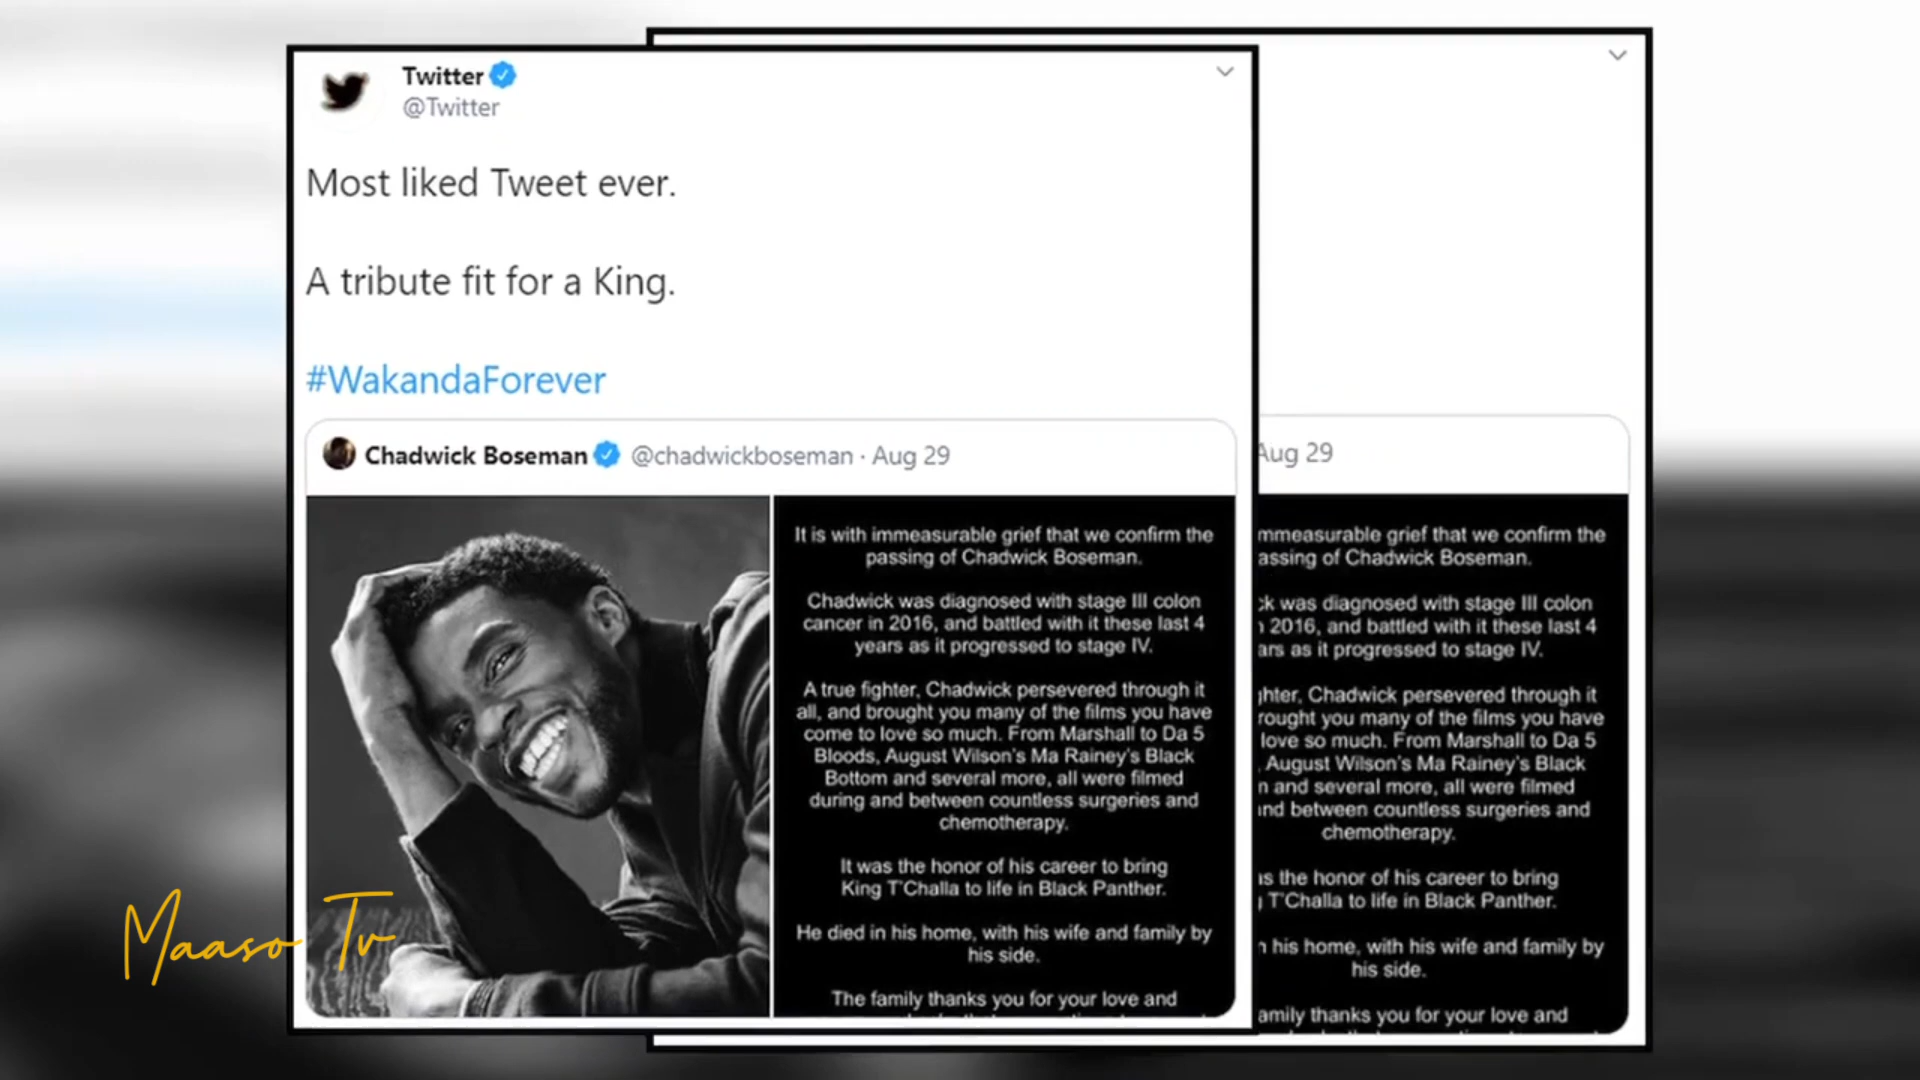 Twitter
@Twitter
Most liked Tweet ever.
A tribute fit for a King.
#WakandaForever
Chadwick Boseman @chadwickboseman · Aug 29
It is with immeasurable grief that we confirm the
passing of Chadwick Boseman.
Chadwick was diagnosed with stage III colon
cancer in 2016, and battled with it these last 4
years as it progressed to stage IV.
A true fighter, Chadwick persevered through it
all, and brought you many of the films you have
come to love so much. From Marshall to Da 5
Bloods, August Wilson's Ma Rainey's Black
Bottom and several more, all were filmed
during and between countless surgeries and
chemotherapy.
It was the honor of his career to bring
King T'Challa to life in Black Panther.
He died in his home, with his wife and family by
his side.
The family thanks you for your love and
Aug 29
grief that we confirm the
of Chadwick Boseman.
was diagnosed with stage III colon
2016, and battled with it these last 4
as it progressed to stage IV.
Chadwick persevered through it
you many of the films you have
love so much. From Marshall to Da 5
August Wilson's Ma Rainey's Black
and several more, all were filmed
between countless surgeries and
chemotherapy.
the honor of his career to bring
T'Challa to life in Black Panther.
his home, with his wife and family by
his side.
thanks you for your love and
Maaso Tv